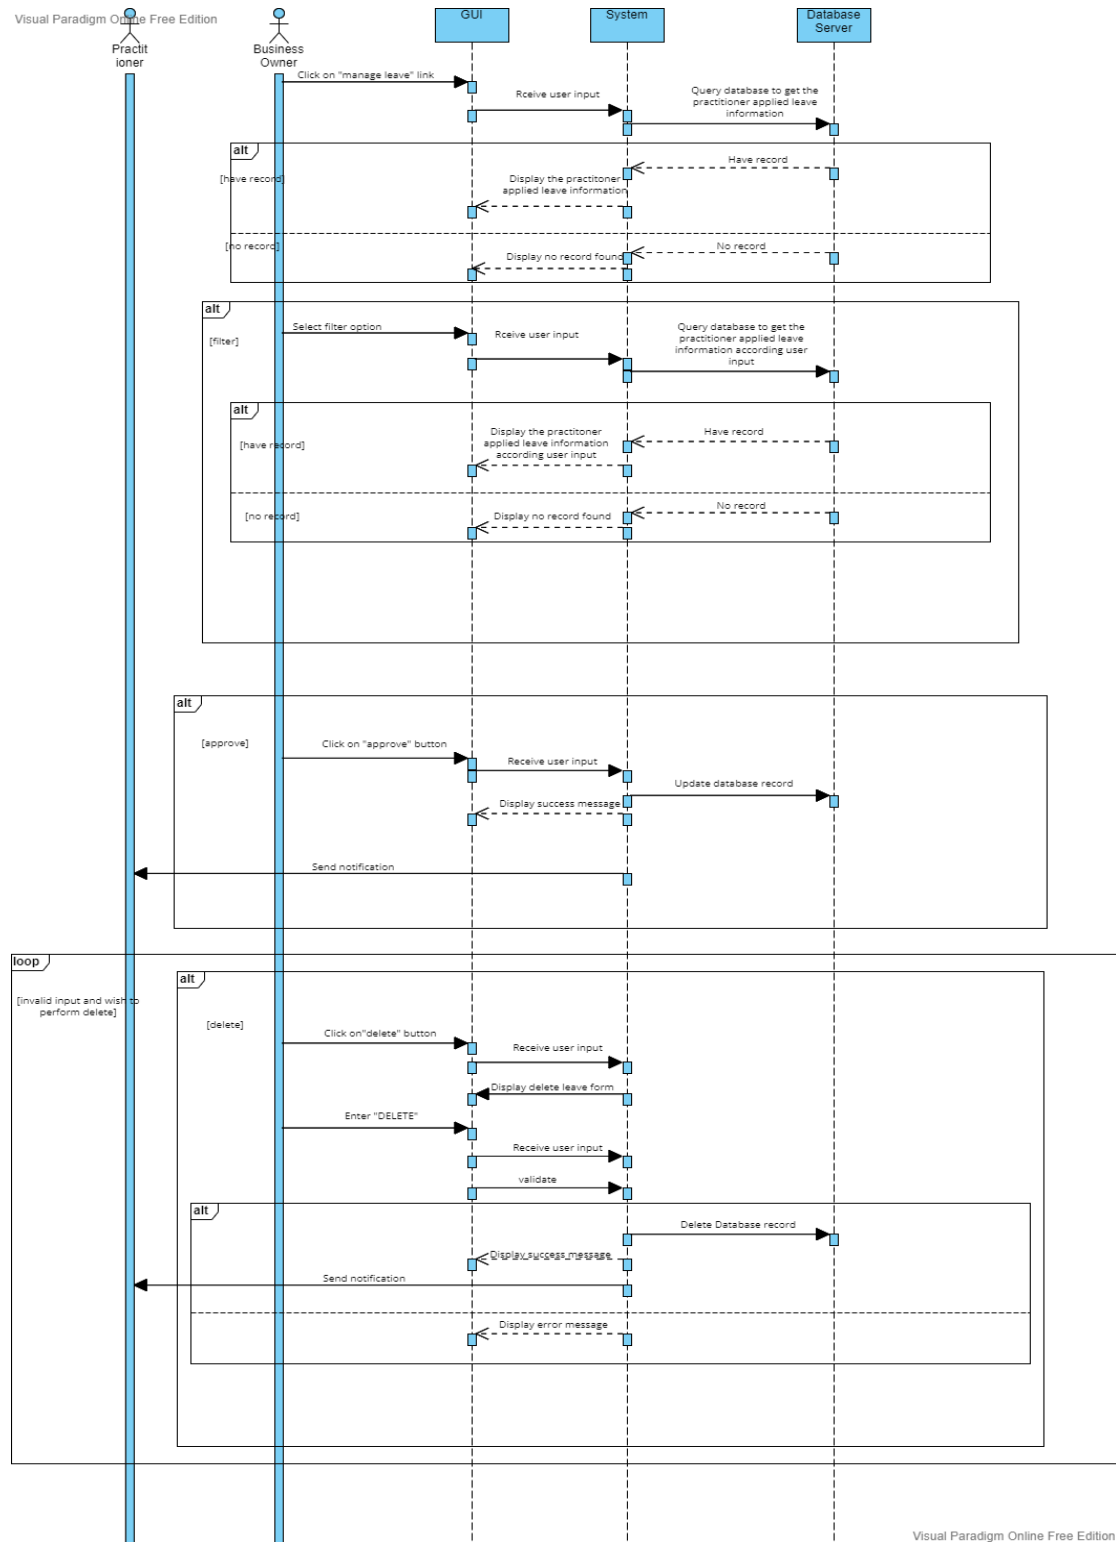 Visual Paradigm Online Free Edition
Practit
ioner
Business
Owner
GUI
System
Database
Server
Click on "manage leave" link
Rceive user input
Query database to get the
practitioner applied leave
information
alt
[have record]
Have record
Display the practitoner
applied leave information
[no record]
No record
Display no record found
alt
[filter]
Select filter option
Rceive user input
Query database to get the
practitioner applied leave
information according user
input
alt
[have record]
Have record
Display the practitoner
applied leave information
according user input
[no record]
No record
Display no record found
alt
[approve]
Click on "approve" button
Receive user input
Update database record
Display success message
Send notification
loop
[invalid input and wish to
perform delete]
alt
[delete]
Click on"delete" button
Receive user input
Display delete leave form
Enter "DELETE"
Receive user input
validate
alt
Delete Database record
Display success message
Send notification
Display error message
Visual Paradigm Online Free Edition